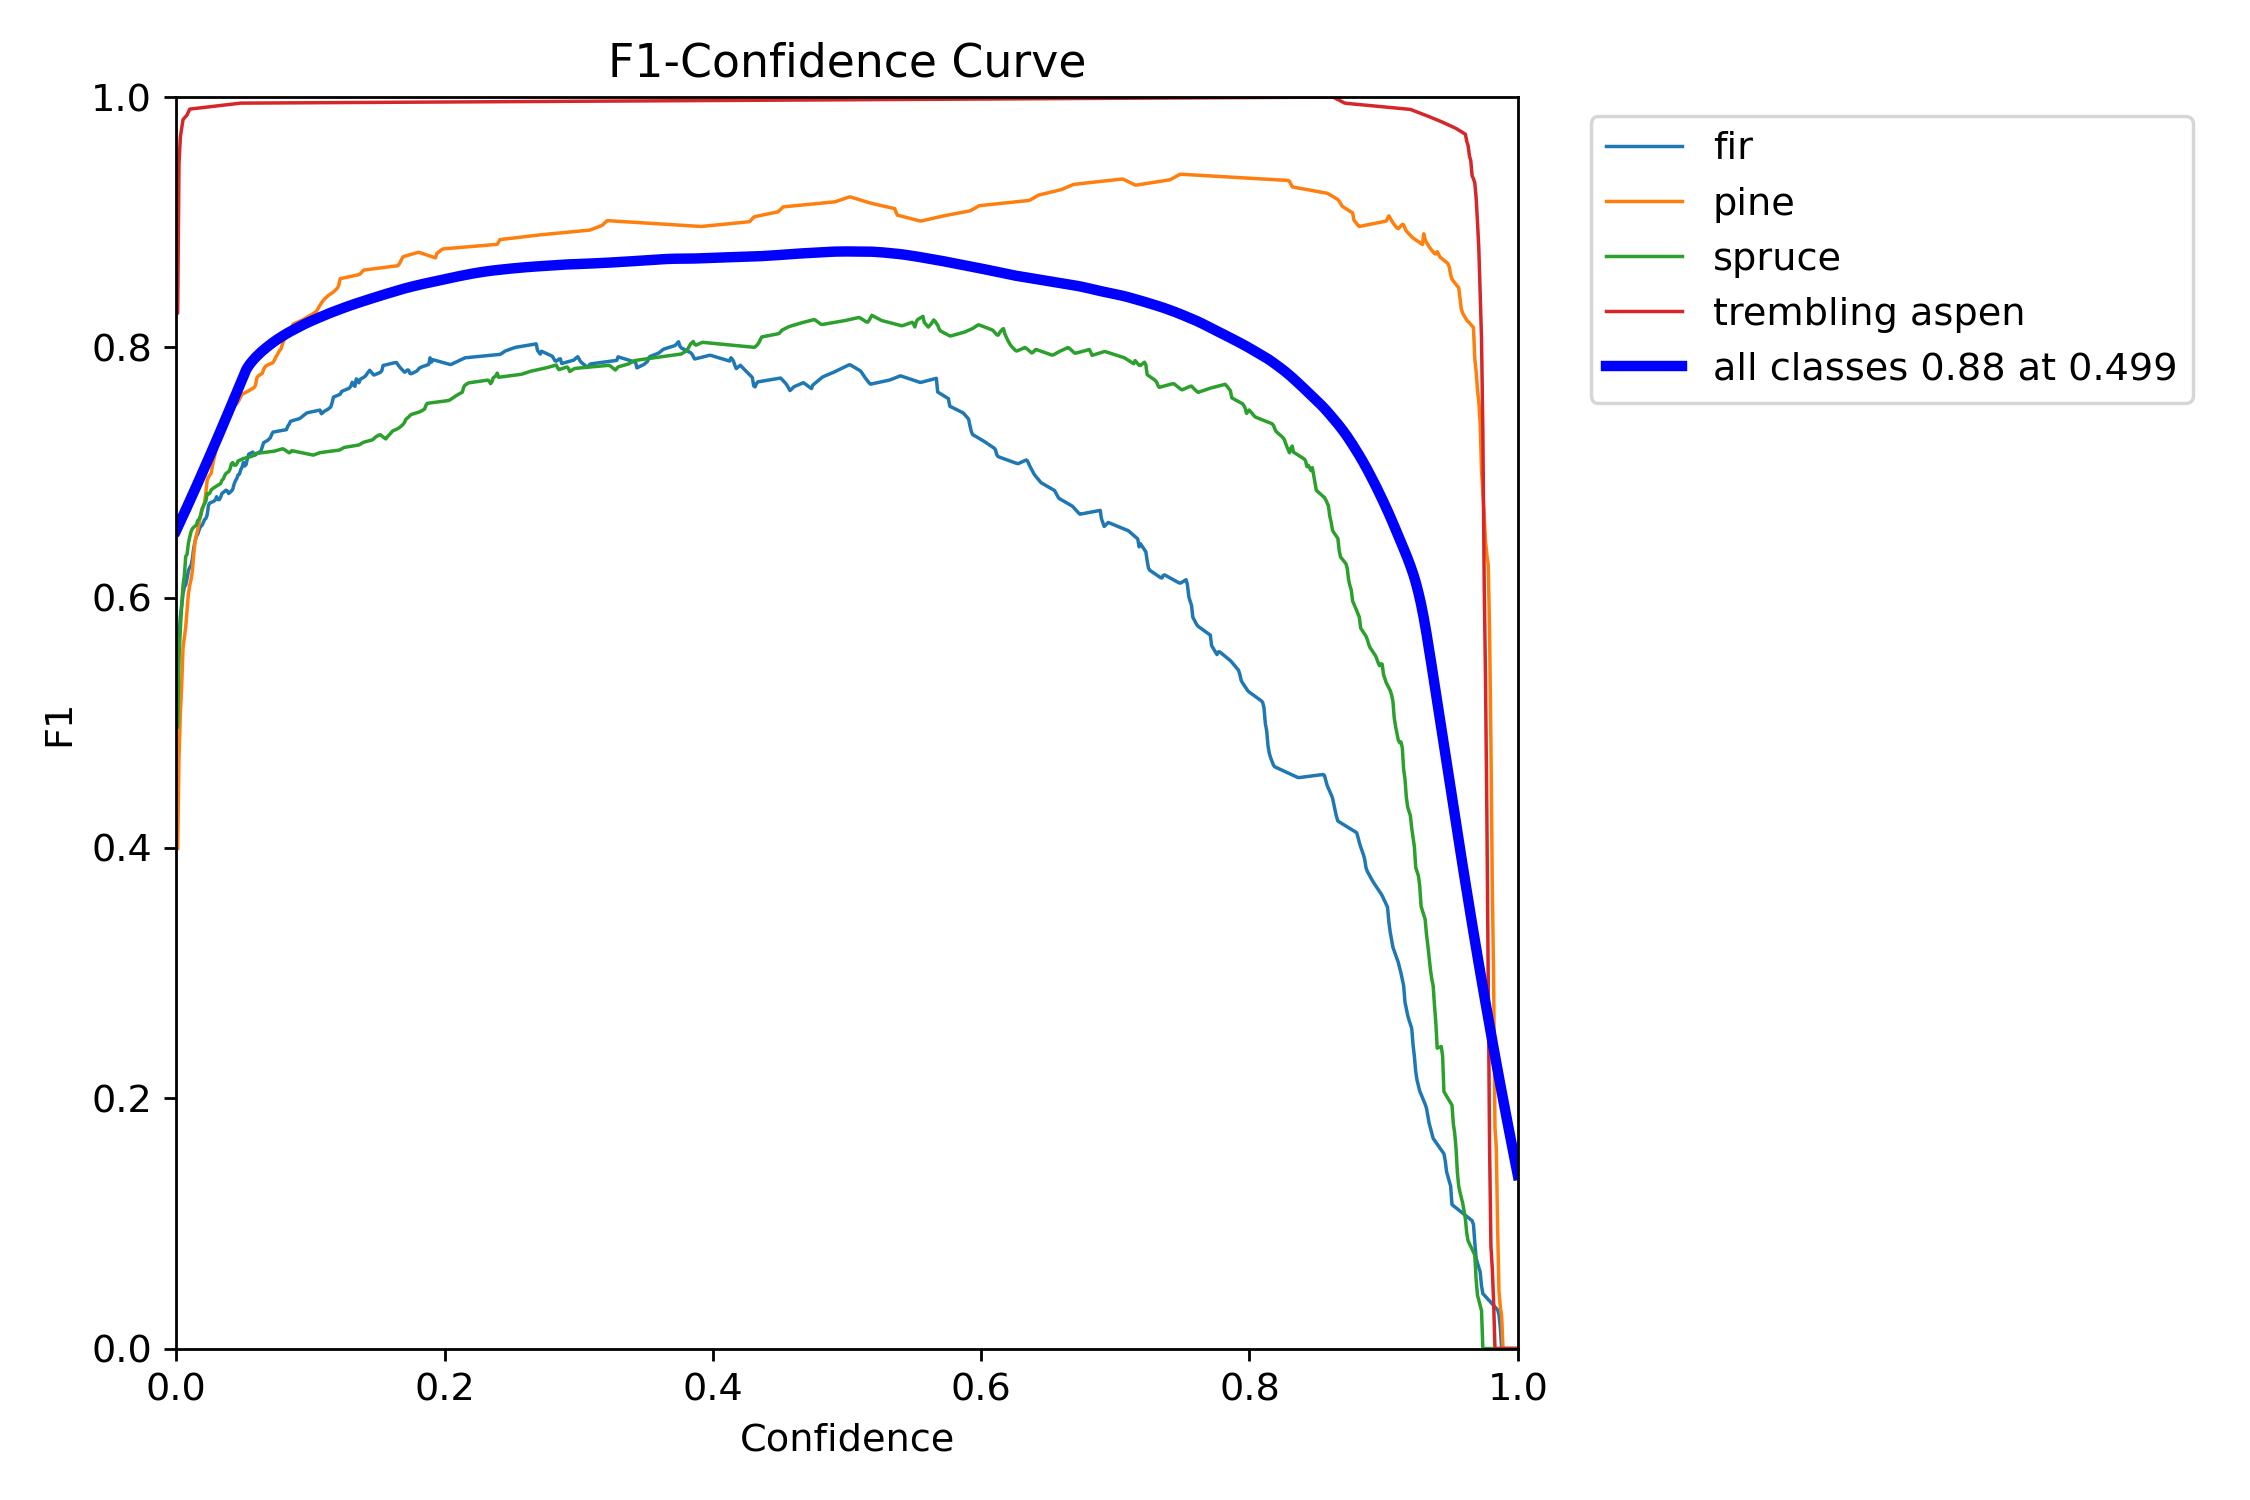 F1-Confidence Curve
1.0
0.8
0.6
0.4
0.2
0.0
F1
0.0 0.2 0.4 0.6 0.8 1.0
Confidence
fir
pine
spruce
trembling aspen
all classes 0.88 at 0.499